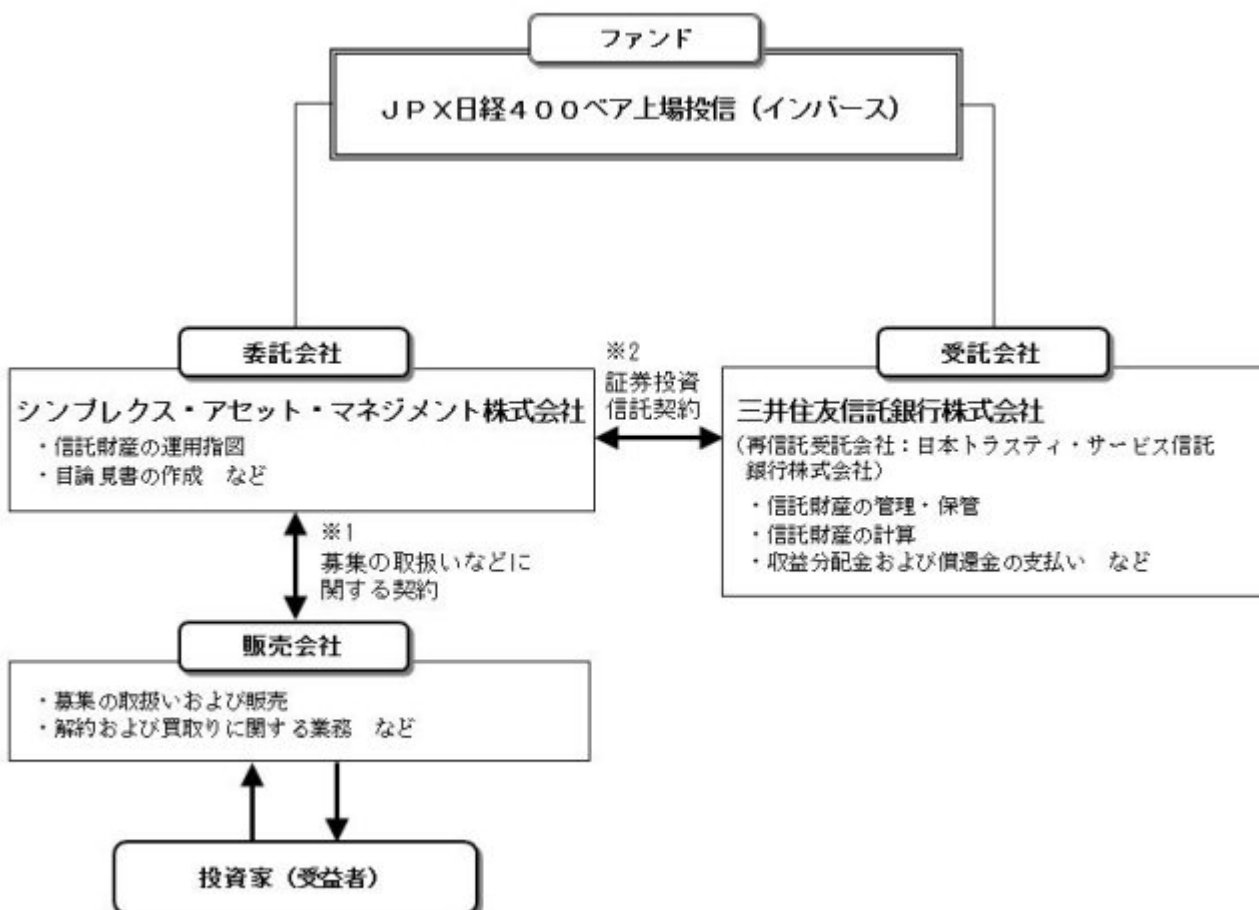 ファンド
JPX日経400ベア上場投信（インバース）
委託会社
シンプレクス・アセット・マネジメント株式会社
・信託財産の運用指図
・目論見書の作成　など
※2
証券投資
信託契約
受託会社
三井住友信託銀行株式会社
（再信託受託会社：日本トラスティ・サービス信託
銀行株式会社）
・信託財産の管理・保管
・信託財産の計算
・収益分配金および償還金の支払い　など
※1
募集の取扱いなどに
関する契約
販売会社
・募集の取扱いおよび販売
・解約および買取りに関する業務　など
投資家（受益者）